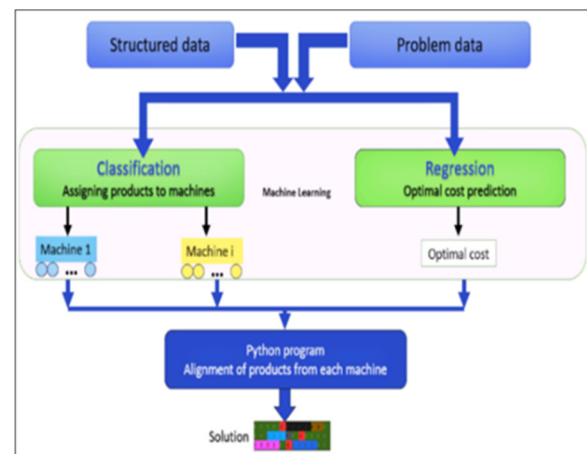 Structured data
Problem data
Classification
Assigning products to machines
Machine Learning
Regression
Optimal cost prediction
Machine 1
...
Machine i
...
Optimal cost
Python program
Alignment of products from each machine
Solution